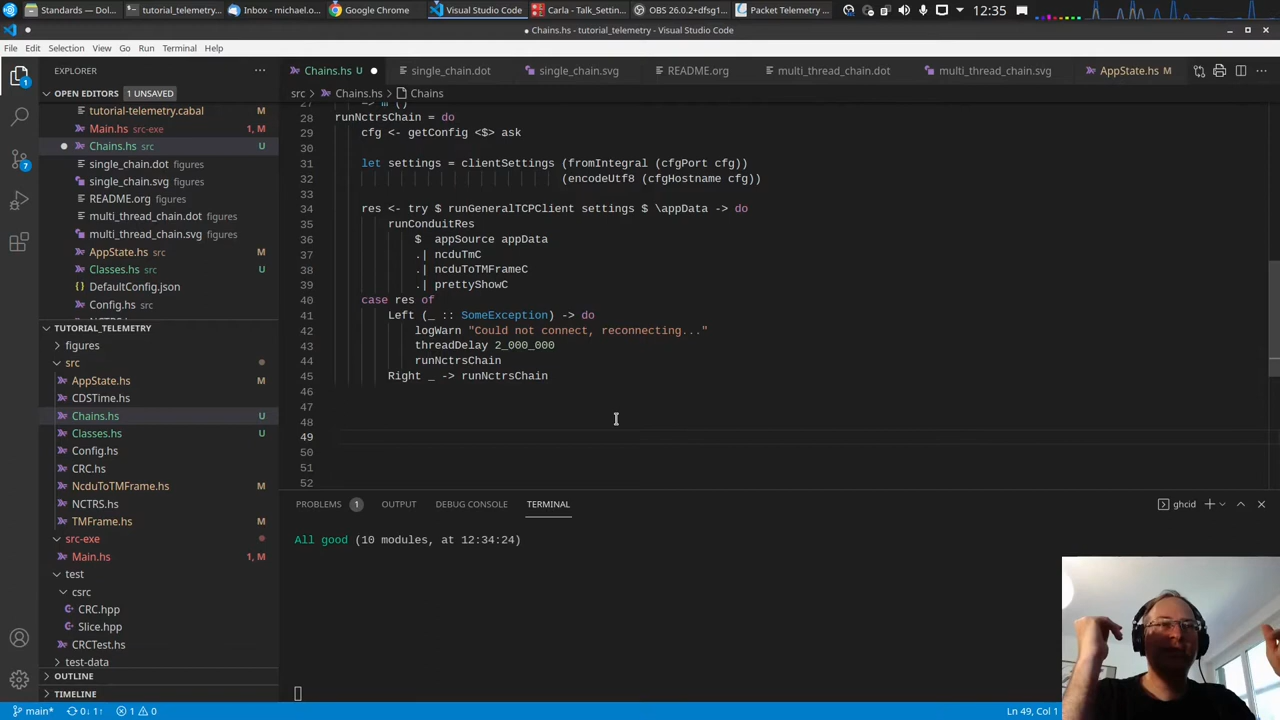 Standards — Do...
tutorial_telemetry...
Inbox - michael.o...
Google Chrome
Visual Studio Code
Carla - Talk_Settin...
OBS 26.0.2+dfsg1...
Packet Telemetry ...
12:35
Chains.hs - tutorial_telemetry - Visual Studio Code
File Edit Selection View Go Run Terminal Help
EXPLORER
Chains.hs U
single_chain.dot
single_chain.svg
README.org
multi_thread_chain.dot
multi_thread_chain.svg
AppState.hs M
OPEN EDITORS 1 UNSAVED
src > Chains.hs > Chains
tutorial-telemetry.cabal M
Main.hs src-exe 1, M
Chains.hs src U
single_chain.dot figures
single_chain.svg figures
README.org figures
multi_thread_chain.dot figures
multi_thread_chain.svg figures
AppState.hs src M
Classes.hs src U
DefaultConfig.json
Config.hs src
TUTORIAL_TELEMETRY
figures
src
AppState.hs M
CDSTime.hs
Chains.hs U
Classes.hs U
Config.hs
CRC.hs
NcduToTMFrame.hs M
NCTRS.hs
TMFrame.hs M
src-exe
Main.hs 1, M
test
csrc
CRC.hpp
Slice.hpp
CRCTest.hs
test-data
OUTLINE
TIMELINE
27 => m ()
28 runNctrsChain = do
29 cfg <- getConfig <$> ask
30
31 let settings = clientSettings (fromIntegral (cfgPort cfg))
32 (encodeUtf8 (cfgHostname cfg))
33
34 res <- try $ runGeneralTCPClient settings $ \appData -> do
35 runConduitRes
36 $ appSource appData
37 .| ncduTmC
38 .| ncduToTMFrameC
39 .| prettyShowC
40 case res of
41 Left (_ :: SomeException) -> do
42 logWarn "Could not connect, reconnecting..."
43 threadDelay 2_000_000
44 runNctrsChain
45 Right _ -> runNctrsChain
46
47
48
49
50
51
52
PROBLEMS 1 OUTPUT DEBUG CONSOLE TERMINAL
ghcid
All good (10 modules, at 12:34:24)
main* 0↓ 1↑ 1 0
Ln 49, Col 1